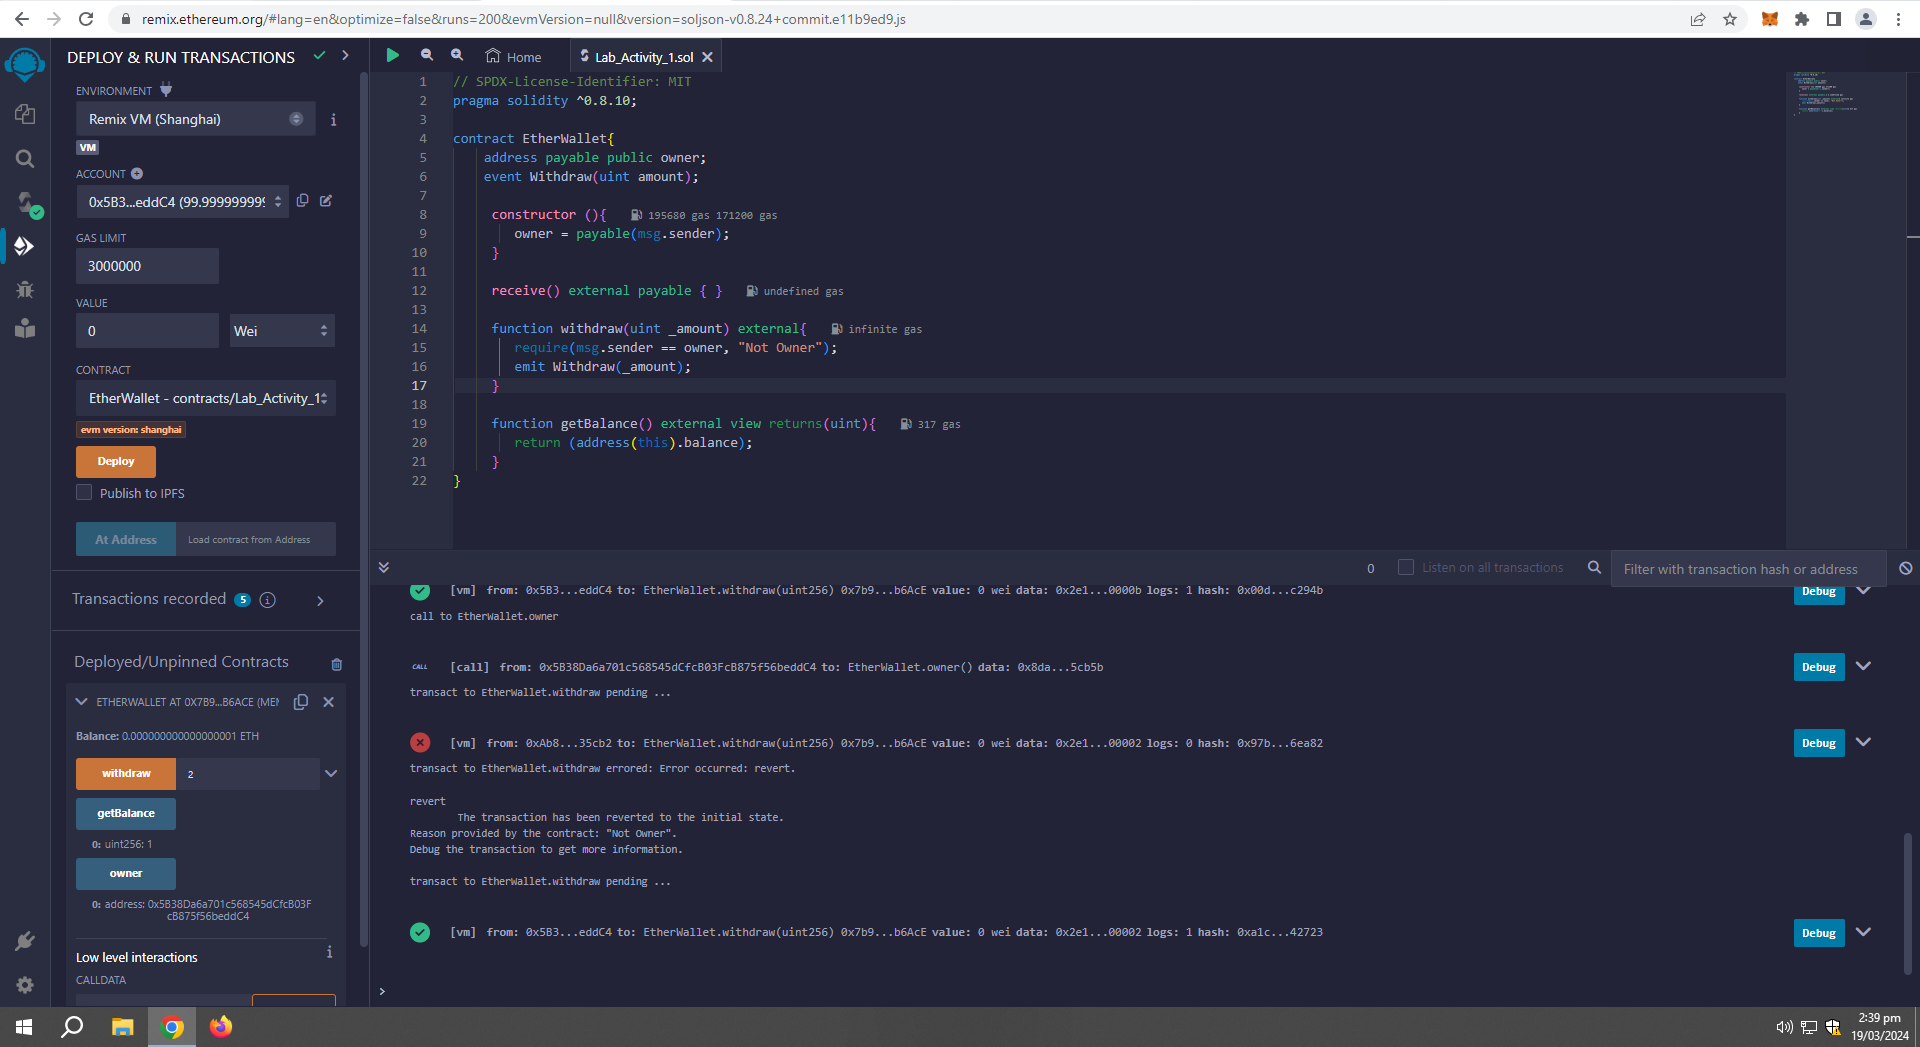 remix.ethereum.org/#lang=en&optimize=false&runs=200&evmVersion=null&version=soljson-v0.8.24+commit.e11b9ed9.js
DEPLOY & RUN TRANSACTIONS
ENVIRONMENT
Remix VM (Shanghai)
VM
ACCOUNT
0x5B3...eddC4 (99.999999999
GAS LIMIT
3000000
VALUE
0
Wei
CONTRACT
EtherWallet - contracts/Lab_Activity_1
evm version: shanghai
Deploy
Publish to IPFS
At Address
Load contract from Address
Transactions recorded 5 i
Deployed/Unpinned Contracts
ETHERWALLET AT 0X7B9...B6ACE (MEM
Balance: 0.000000000000000001 ETH
withdraw
2
getBalance
0: uint256: 1
owner
0: address: 0x5B38Da6a701c568545dCfcB03F
cB875f56beddC4
Low level interactions
i
CALLDATA
Home
Lab_Activity_1.sol
1 // SPDX-License-Identifier: MIT
2 pragma solidity ^0.8.10;
3
4 contract EtherWallet{
5 address payable public owner;
6 event Withdraw(uint amount);
7
8 constructor (){ 195680 gas 171200 gas
9 owner = payable(msg.sender);
10 }
11
12 receive() external payable { } undefined gas
13
14 function withdraw(uint _amount) external{ infinite gas
15 require(msg.sender == owner, "Not Owner");
16 emit Withdraw(_amount);
17 }
18
19 function getBalance() external view returns(uint){ 317 gas
20 return (address(this).balance);
21 }
22 }
0
Listen on all transactions
Filter with transaction hash or address
[vm] from: 0x5B3...eddC4 to: EtherWallet.withdraw(uint256) 0x7b9...b6AcE value: 0 wei data: 0x2e1...0000b logs: 1 hash: 0x00d...c294b
Debug
call to EtherWallet.owner
CALL [call] from: 0x5B38Da6a701c568545dCfcB03FcB875f56beddC4 to: EtherWallet.owner() data: 0x8da...5cb5b
Debug
transact to EtherWallet.withdraw pending ...
[vm] from: 0xAb8...35cb2 to: EtherWallet.withdraw(uint256) 0x7b9...b6AcE value: 0 wei data: 0x2e1...00002 logs: 0 hash: 0x97b...6ea82
Debug
transact to EtherWallet.withdraw errored: Error occurred: revert.
revert
The transaction has been reverted to the initial state.
Reason provided by the contract: "Not Owner".
Debug the transaction to get more information.
transact to EtherWallet.withdraw pending ...
[vm] from: 0x5B3...eddC4 to: EtherWallet.withdraw(uint256) 0x7b9...b6AcE value: 0 wei data: 0x2e1...00002 logs: 1 hash: 0xa1c...42723
Debug
>
2:39 pm
19/03/2024